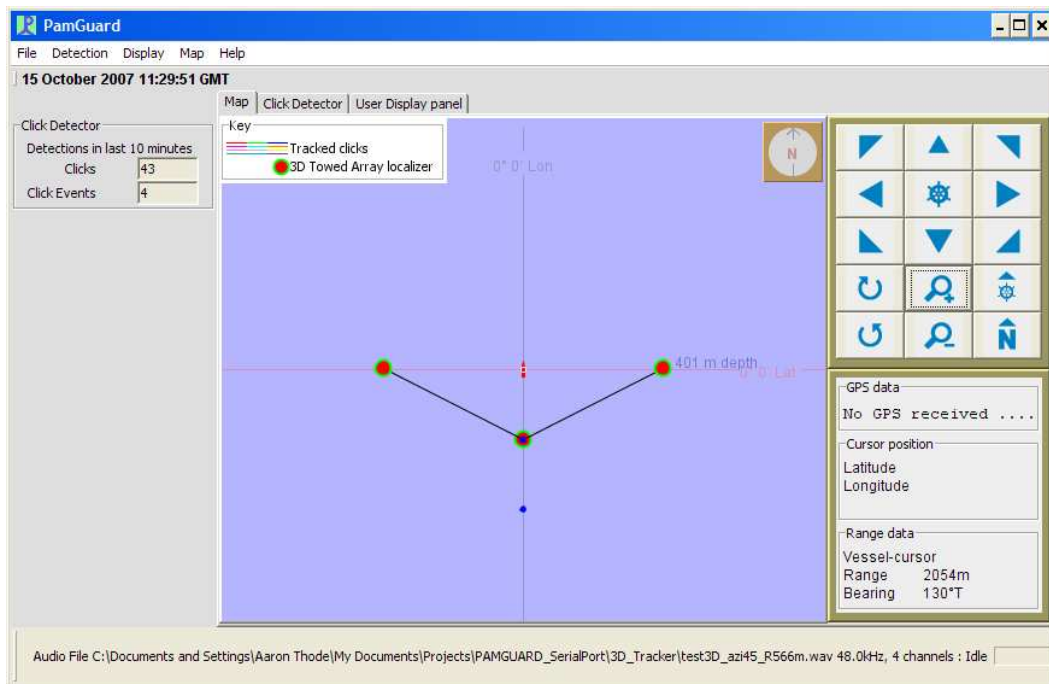 PamGuard
File Detection Display Map Help
15 October 2007 11:29:51 GMT
Map Click Detector User Display panel
Click Detector
Detections in last 10 minutes
Clicks 43
Click Events 4
Key
Tracked clicks
3D Towed Array localizer
0° 0' Lon
N
401 m depth
0° 0' Lat
N
GPS data
No GPS received ....
Cursor position
Latitude
Longitude
Range data
Vessel-cursor
Range 2054m
Bearing 130°T
Audio File C:\Documents and Settings\Aaron Thode\My Documents\Projects\PAMGUARD_SerialPort\3D_Tracker\test3D_azi45_R566m.wav 48.0kHz, 4 channels : Idle